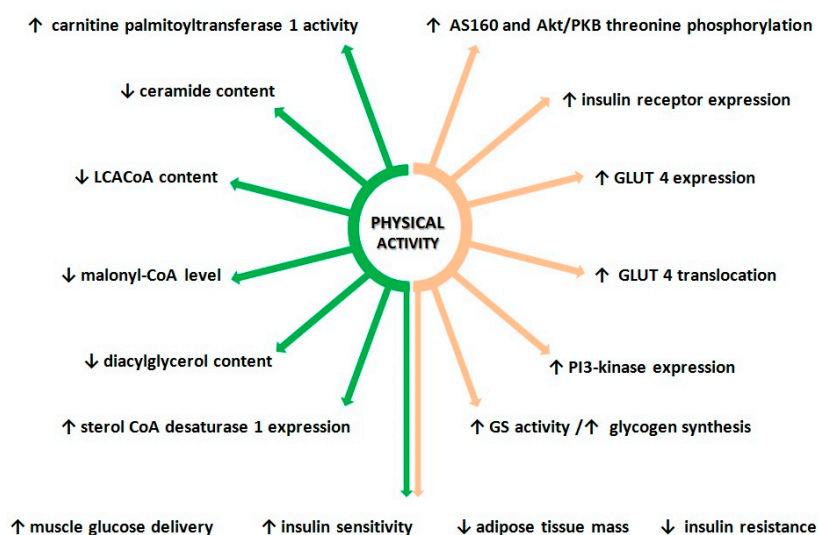 ↑ carnitine palmitoyltransferase 1 activity
↑ AS160 and Akt/PKB threonine phosphorylation
↓ ceramide content
↑ insulin receptor expression
↓ LCACoA content
↑ GLUT 4 expression
PHYSICAL
ACTIVITY
↓ malonyl-CoA level
↑ GLUT 4 translocation
↓ diacylglycerol content
↑ PI3-kinase expression
↑ sterol CoA desaturase 1 expression
↑ GS activity /↑ glycogen synthesis
↑ muscle glucose delivery ↑ insulin sensitivity ↓ adipose tissue mass ↓ insulin resistance